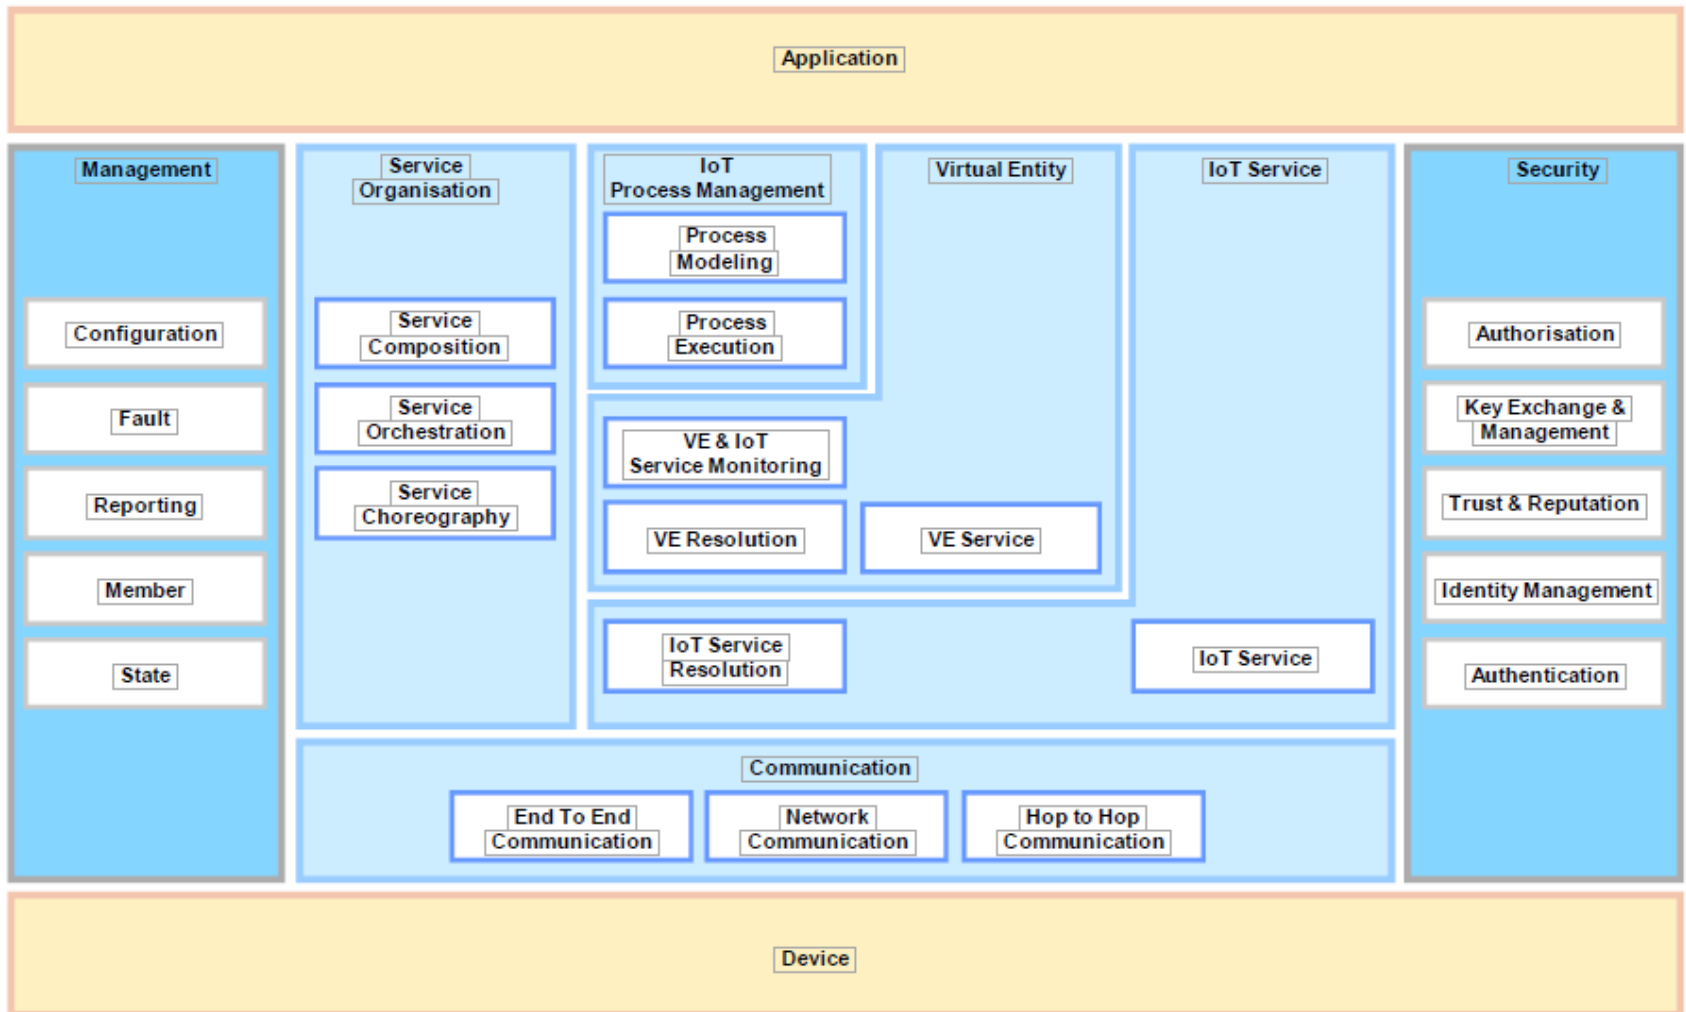 Application
Management
Configuration
Fault
Reporting
Member
State
Service
Organisation
Service
Composition
Service
Orchestration
Service
Choreography
IoT
Process Management
Process
Modeling
Process
Execution
Virtual Entity
VE & IoT
Service Monitoring
VE Resolution
VE Service
IoT Service
IoT Service
Resolution
IoT Service
Security
Authorisation
Key Exchange &
Management
Trust & Reputation
Identity Management
Authentication
Communication
End To End
Communication
Network
Communication
Hop to Hop
Communication
Device